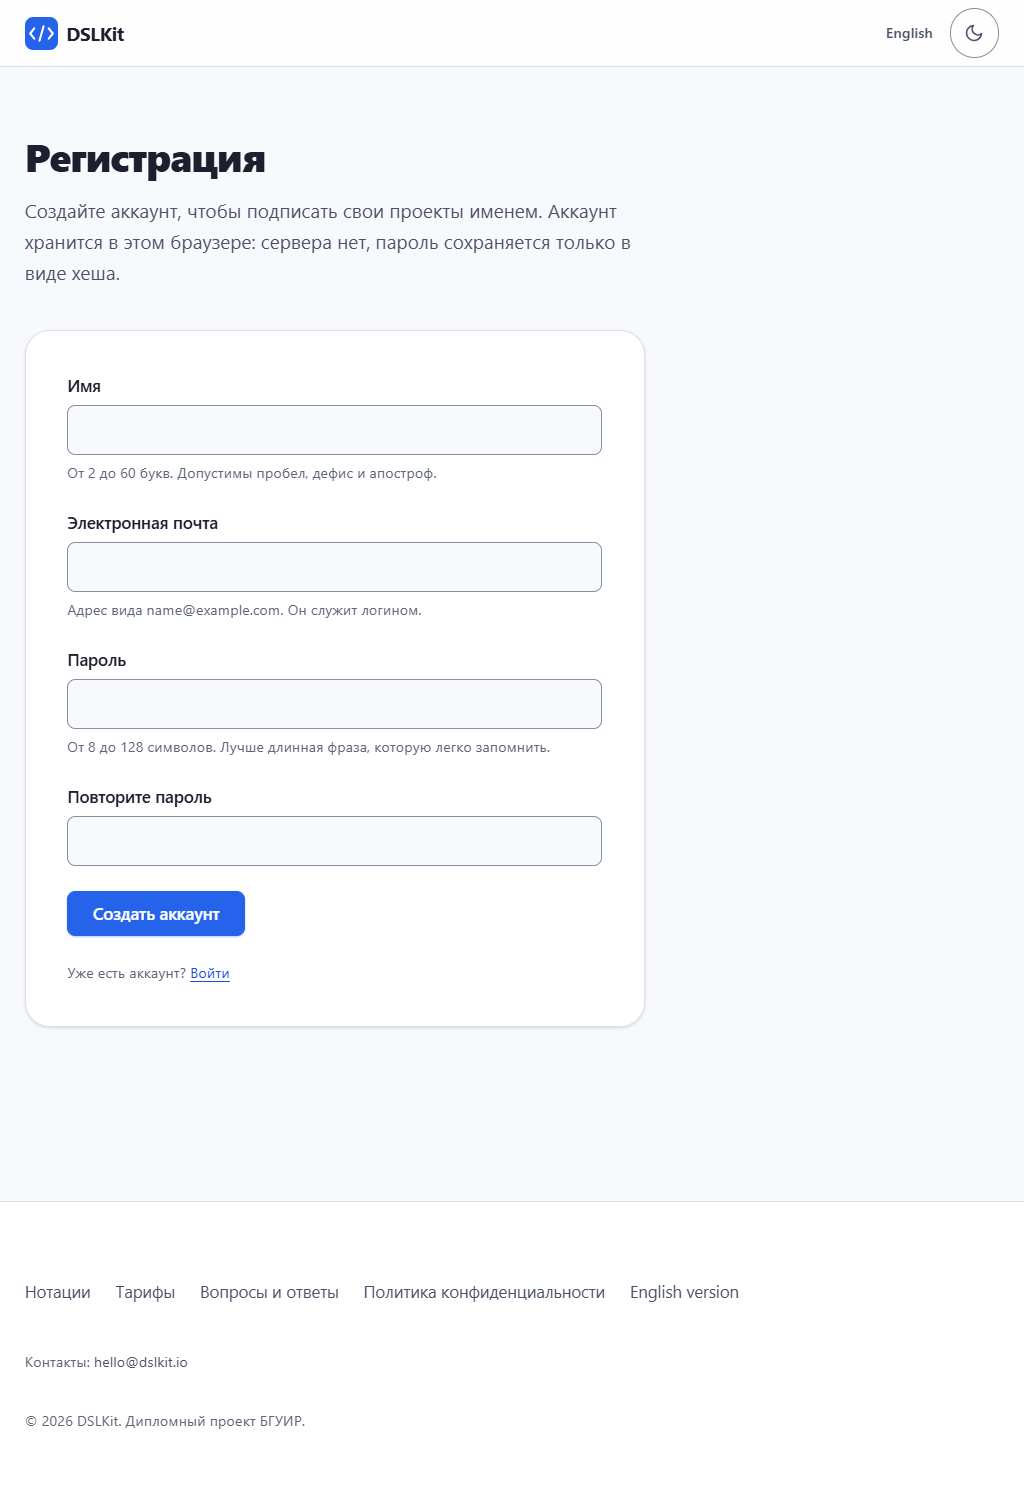 DSLKit
English
Регистрация
Создайте аккаунт, чтобы подписать свои проекты именем. Аккаунт
хранится в этом браузере: сервера нет, пароль сохраняется только в
виде хеша.
Имя
От 2 до 60 букв. Допустимы пробел, дефис и апостроф.
Электронная почта
Адрес вида name@example.com. Он служит логином.
Пароль
От 8 до 128 символов. Лучше длинная фраза, которую легко запомнить.
Повторите пароль
Создать аккаунт
Уже есть аккаунт? Войти
Нотации Тарифы Вопросы и ответы Политика конфиденциальности English version
Контакты: hello@dslkit.io
© 2026 DSLKit. Дипломный проект БГУИР.